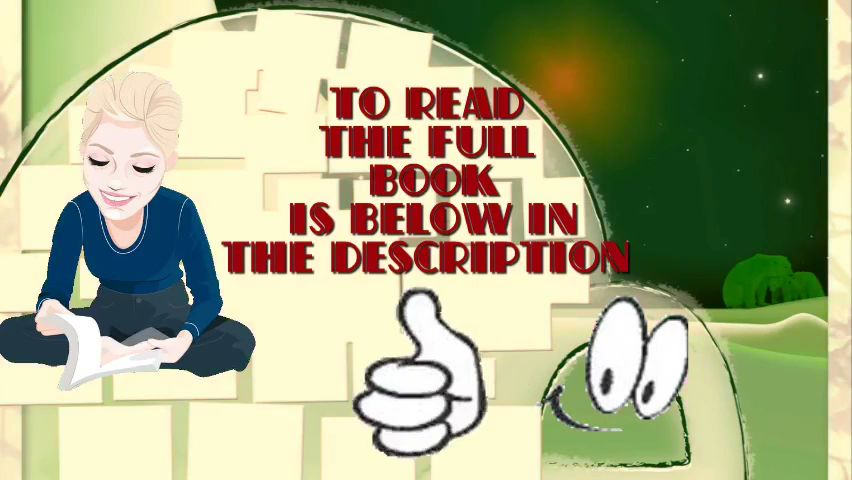 TO READ
THE FULL
BOOK
IS BELOW IN
THE DESCRIPTION